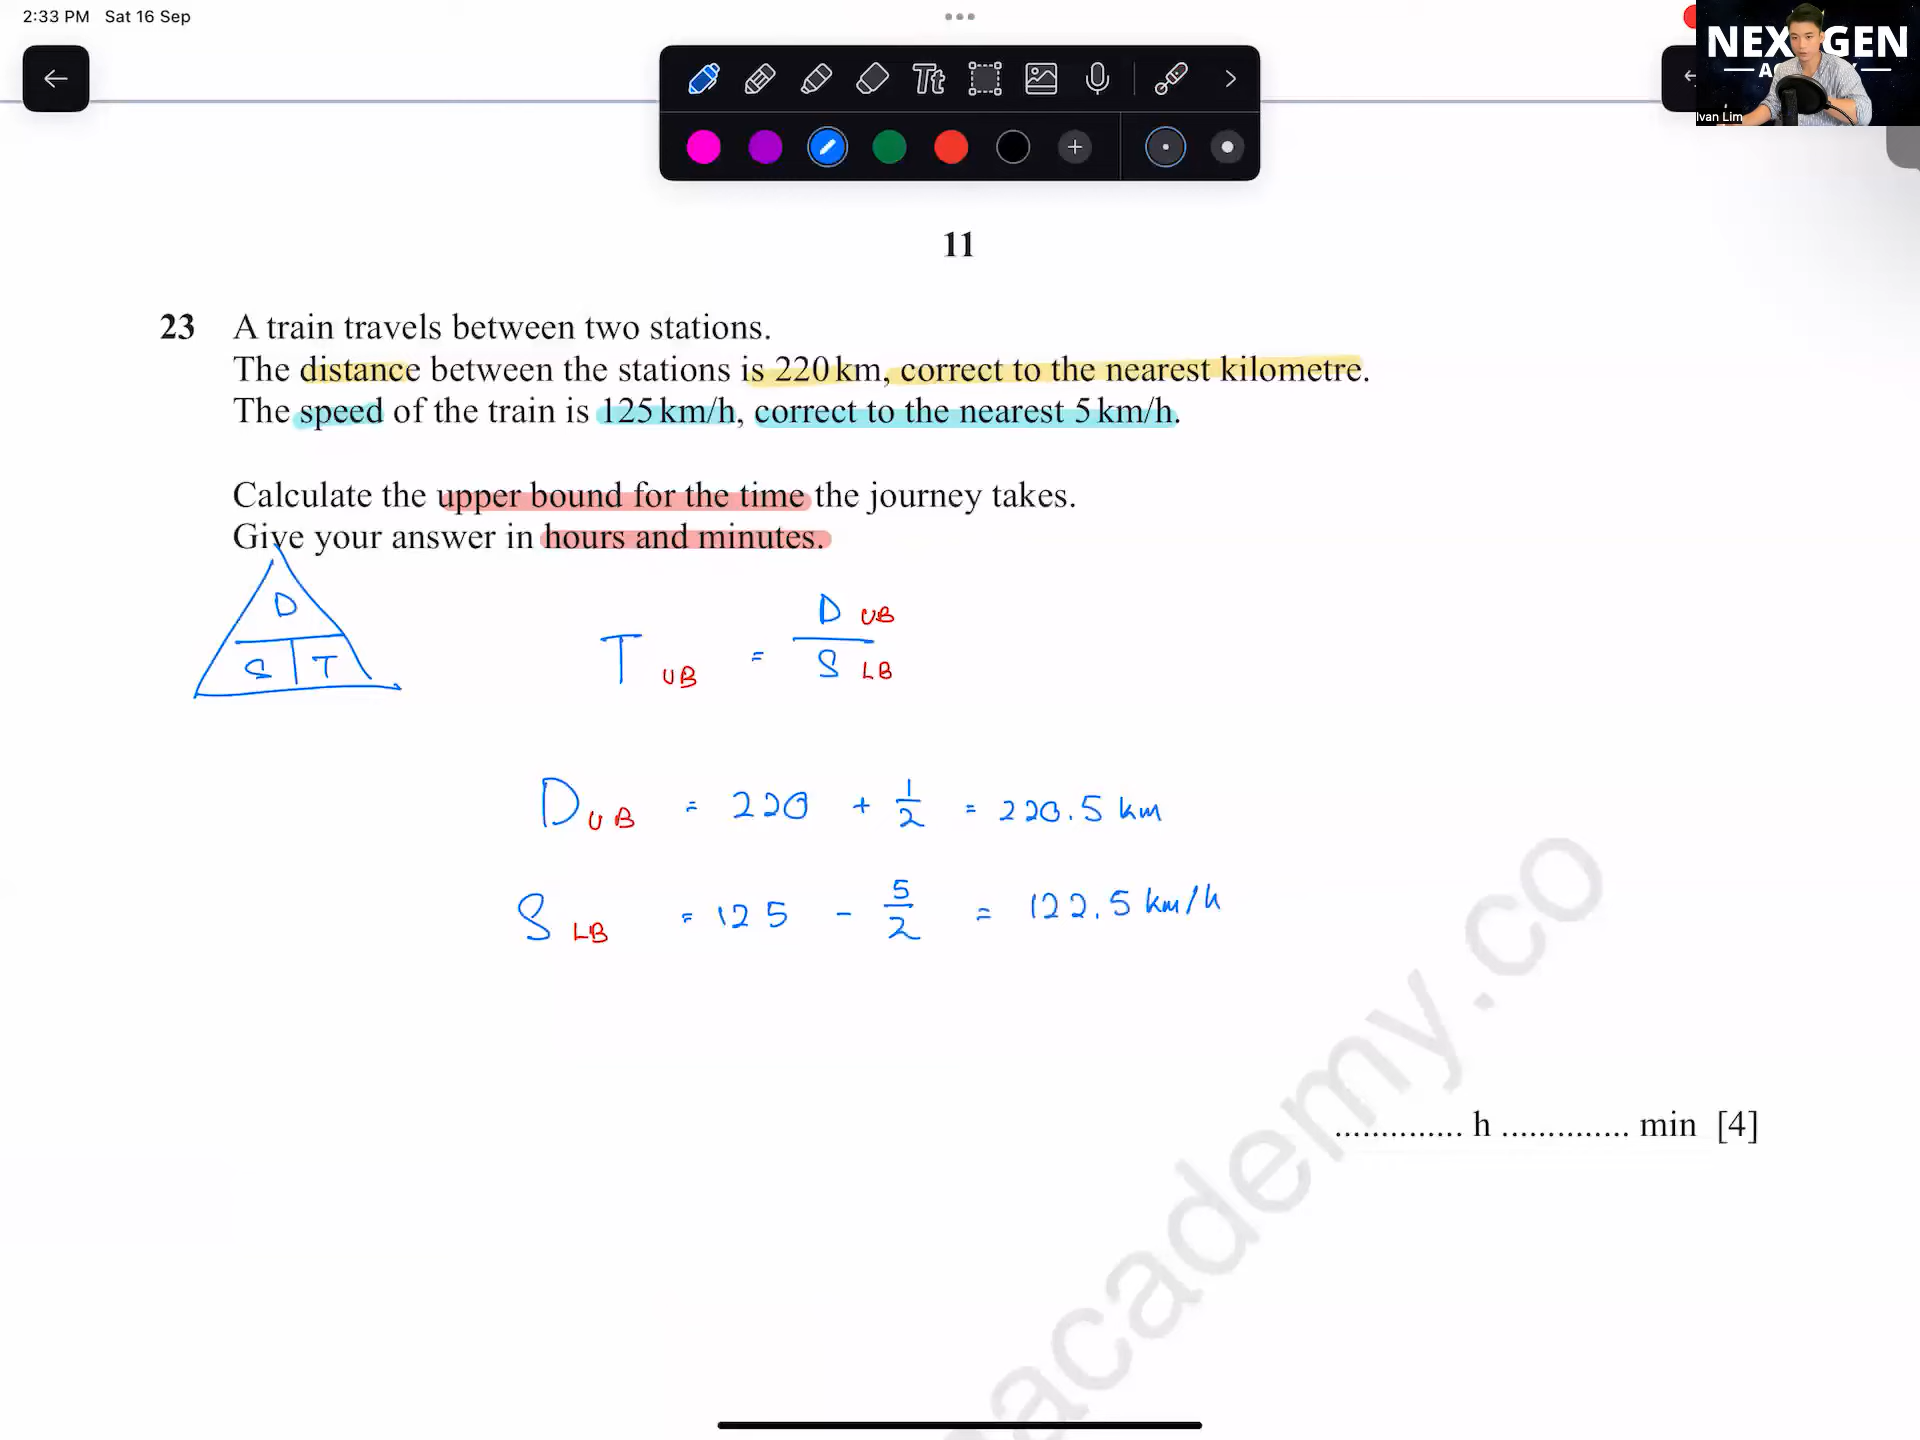 2:33 PM Sat 16 Sep
NEX GEN
Ivan Lim
Tt
11
23 A train travels between two stations.
The distance between the stations is 220 km, correct to the nearest kilometre.
The speed of the train is 125 km/h, correct to the nearest 5 km/h.
Calculate the upper bound for the time the journey takes.
Give your answer in hours and minutes.
D
S T
T UB = D UB / S LB
D UB = 220 + 1/2 = 220.5 km
S LB = 125 - 5/2 = 122.5 km/h
.............. h .............. min [4]
academy.co